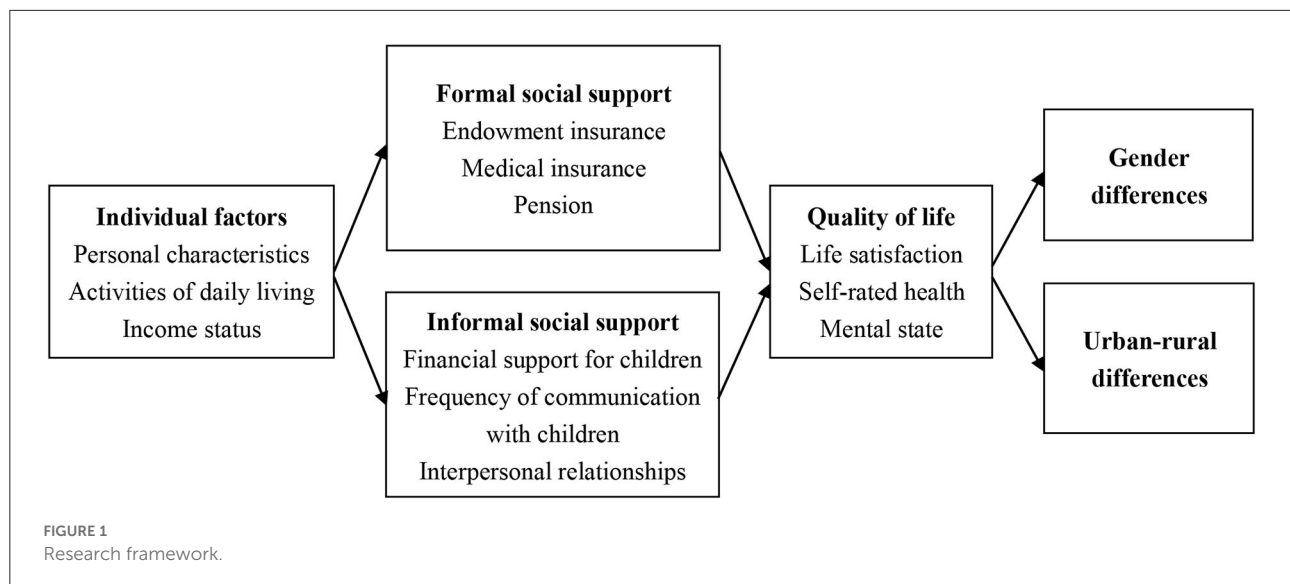 Individual factors
Personal characteristics
Activities of daily living
Income status
Formal social support
Endowment insurance
Medical insurance
Pension
Informal social support
Financial support for children
Frequency of communication
with children
Interpersonal relationships
Quality of life
Life satisfaction
Self-rated health
Mental state
Gender
differences
Urban-rural
differences
FIGURE 1
Research framework.